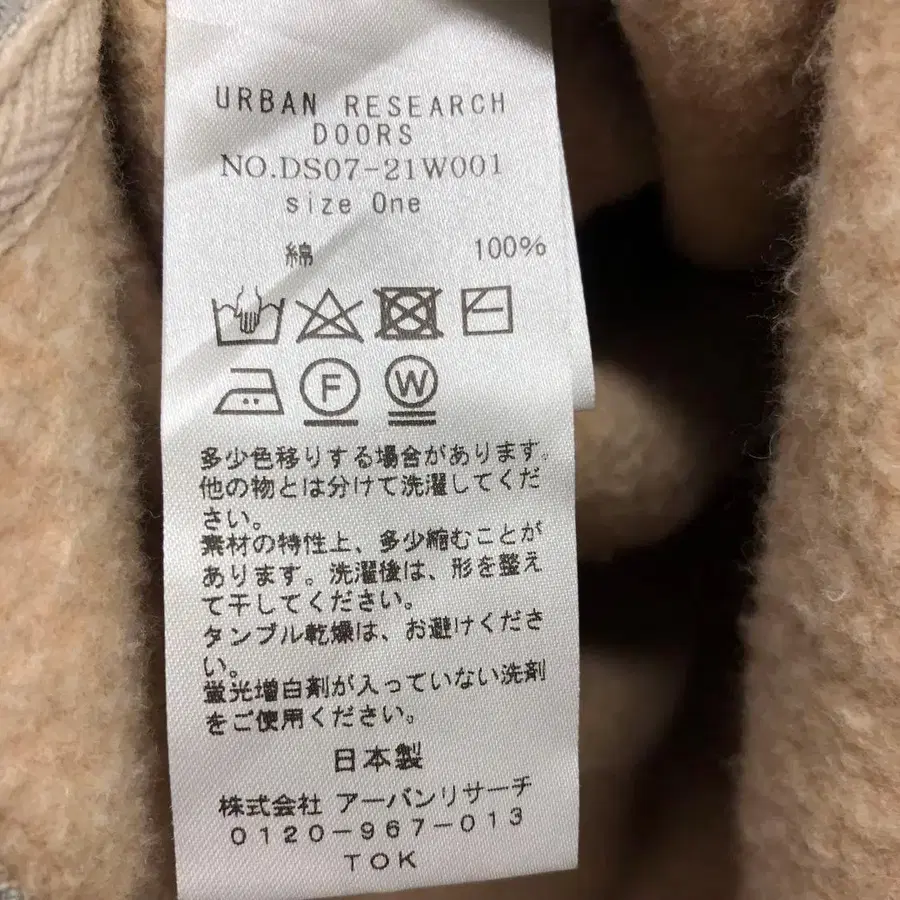 URBAN RESEARCH
DOORS
NO.DS07-21W001
size One
綿 100%
F W
多少色移りする場合があります。
他の物とは分けて洗濯してくだ
さい。
素材の特性上、多少縮むことが
あります。洗濯後は、形を整え
て干してください。
タンブル乾燥は、お避けくださ
い。
蛍光増白剤が入っていない洗剤
をご使用ください。
日本製
株式会社 アーバンリサーチ
0120-967-013
TOK